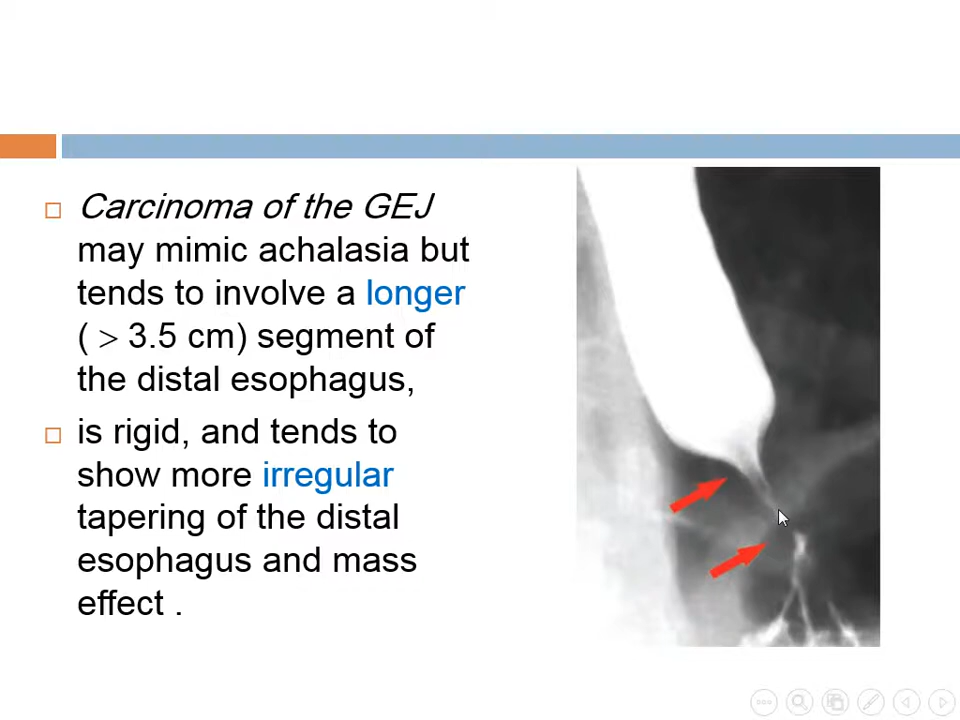 Carcinoma of the GEJ
may mimic achalasia but
tends to involve a longer
( > 3.5 cm) segment of
the distal esophagus,
is rigid, and tends to
show more irregular
tapering of the distal
esophagus and mass
effect .